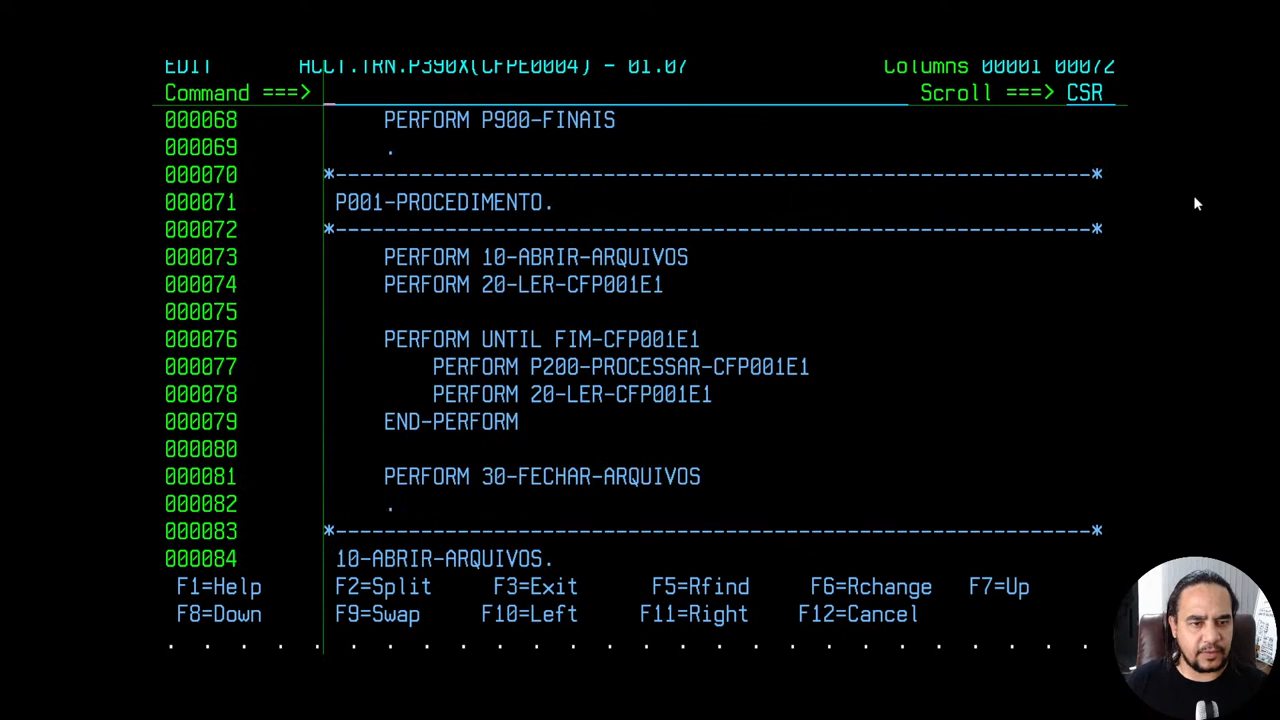 EDIT ACCT.TRN.P390X(CFPE0004) - 01.07 Columns 00001 00072
Command ===> Scroll ===> CSR
000068 PERFORM P900-FINAIS
000069 .
000070 *---------------------------------------------------------------*
000071 P001-PROCEDIMENTO.
000072 *---------------------------------------------------------------*
000073 PERFORM 10-ABRIR-ARQUIVOS
000074 PERFORM 20-LER-CFP001E1
000075
000076 PERFORM UNTIL FIM-CFP001E1
000077 PERFORM P200-PROCESSAR-CFP001E1
000078 PERFORM 20-LER-CFP001E1
000079 END-PERFORM
000080
000081 PERFORM 30-FECHAR-ARQUIVOS
000082 .
000083 *---------------------------------------------------------------*
000084 10-ABRIR-ARQUIVOS.
F1=Help F2=Split F3=Exit F5=Rfind F6=Rchange F7=Up
F8=Down F9=Swap F10=Left F11=Right F12=Cancel
. . . . . . . . . . . . . . . . . . . . . . . . . .